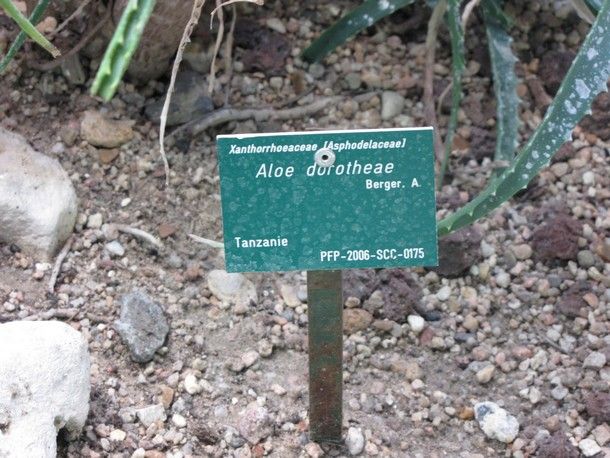 Xanthorrhoeaceae [Asphodelaceae]
Aloe dorotheae
Berger. A.
Tanzanie
PFP-2006-SCC-0175